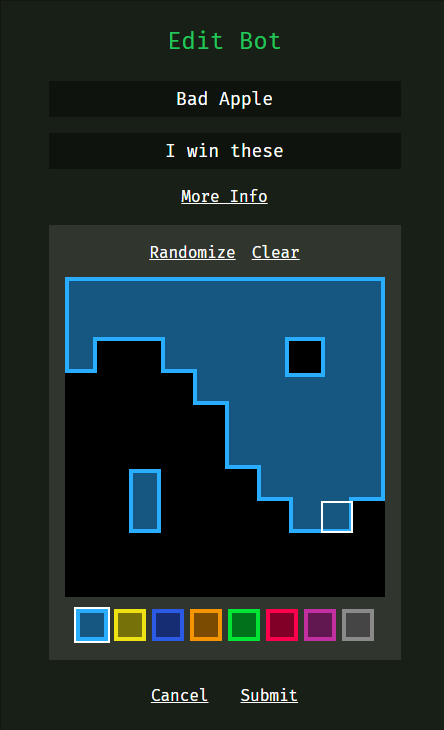 Edit Bot
Bad Apple
I win these
More Info
Randomize Clear
Cancel Submit